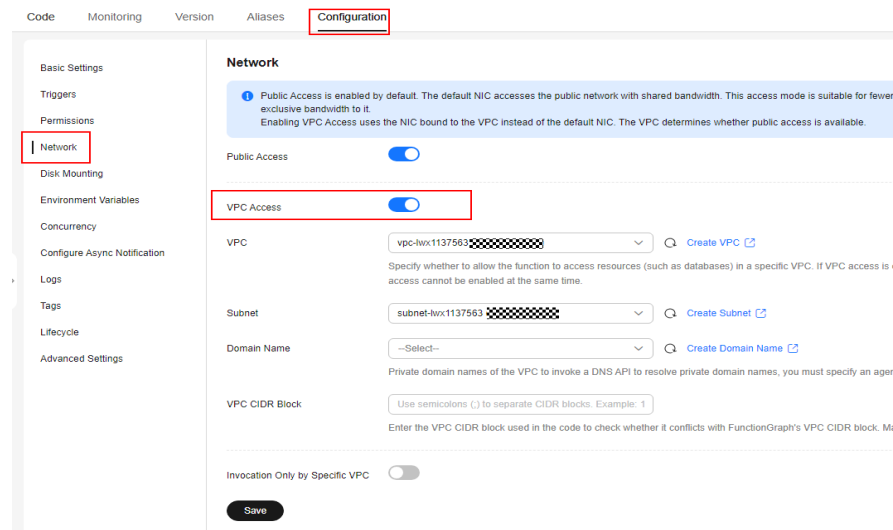 Code Monitoring Version Aliases Configuration
Basic Settings
Triggers
Permissions
Network
Disk Mounting
Environment Variables
Concurrency
Configure Async Notification
Logs
Tags
Lifecycle
Advanced Settings
Network
Public Access is enabled by default. The default NIC accesses the public network with shared bandwidth. This access mode is suitable for fewer
exclusive bandwidth to it.
Enabling VPC Access uses the NIC bound to the VPC instead of the default NIC. The VPC determines whether public access is available.
Public Access
VPC Access
VPC
vpc-lwx1137563
Create VPC
Specify whether to allow the function to access resources (such as databases) in a specific VPC. If VPC access is
access cannot be enabled at the same time.
Subnet
subnet-lwx1137563
Create Subnet
Domain Name
--Select--
Create Domain Name
Private domain names of the VPC to invoke a DNS API to resolve private domain names, you must specify an agen
VPC CIDR Block
Use semicolons (;) to separate CIDR blocks. Example: 1
Enter the VPC CIDR block used in the code to check whether it conflicts with FunctionGraph's VPC CIDR block. Ma
Invocation Only by Specific VPC
Save